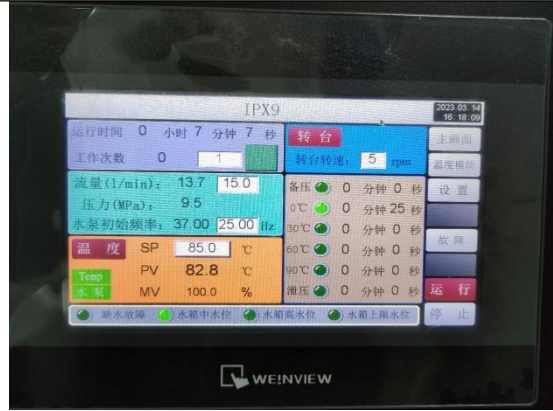 IPX9
2023.03.14
16:18:09
运行时间 0 小时 7 分钟 7 秒
工作次数 0 1
转台
转台转速： 5 rpm
主画面
温度模块
设置
故障
运行
停止
流量(l/min)： 13.7 15.0
压力(MPa)： 9.5
水泵初始频率： 37.00 25.00 Hz
备压 0 分钟 0 秒
0℃ 0 分钟 25 秒
30℃ 0 分钟 0 秒
60℃ 0 分钟 0 秒
90℃ 0 分钟 0 秒
泄压 0 分钟 0 秒
温度 SP 85.0 ℃
Temp PV 82.8 ℃
水泵 MV 100.0 %
缺水故障 水箱中水位 水箱高水位 水箱上限水位
WE!NVIEW